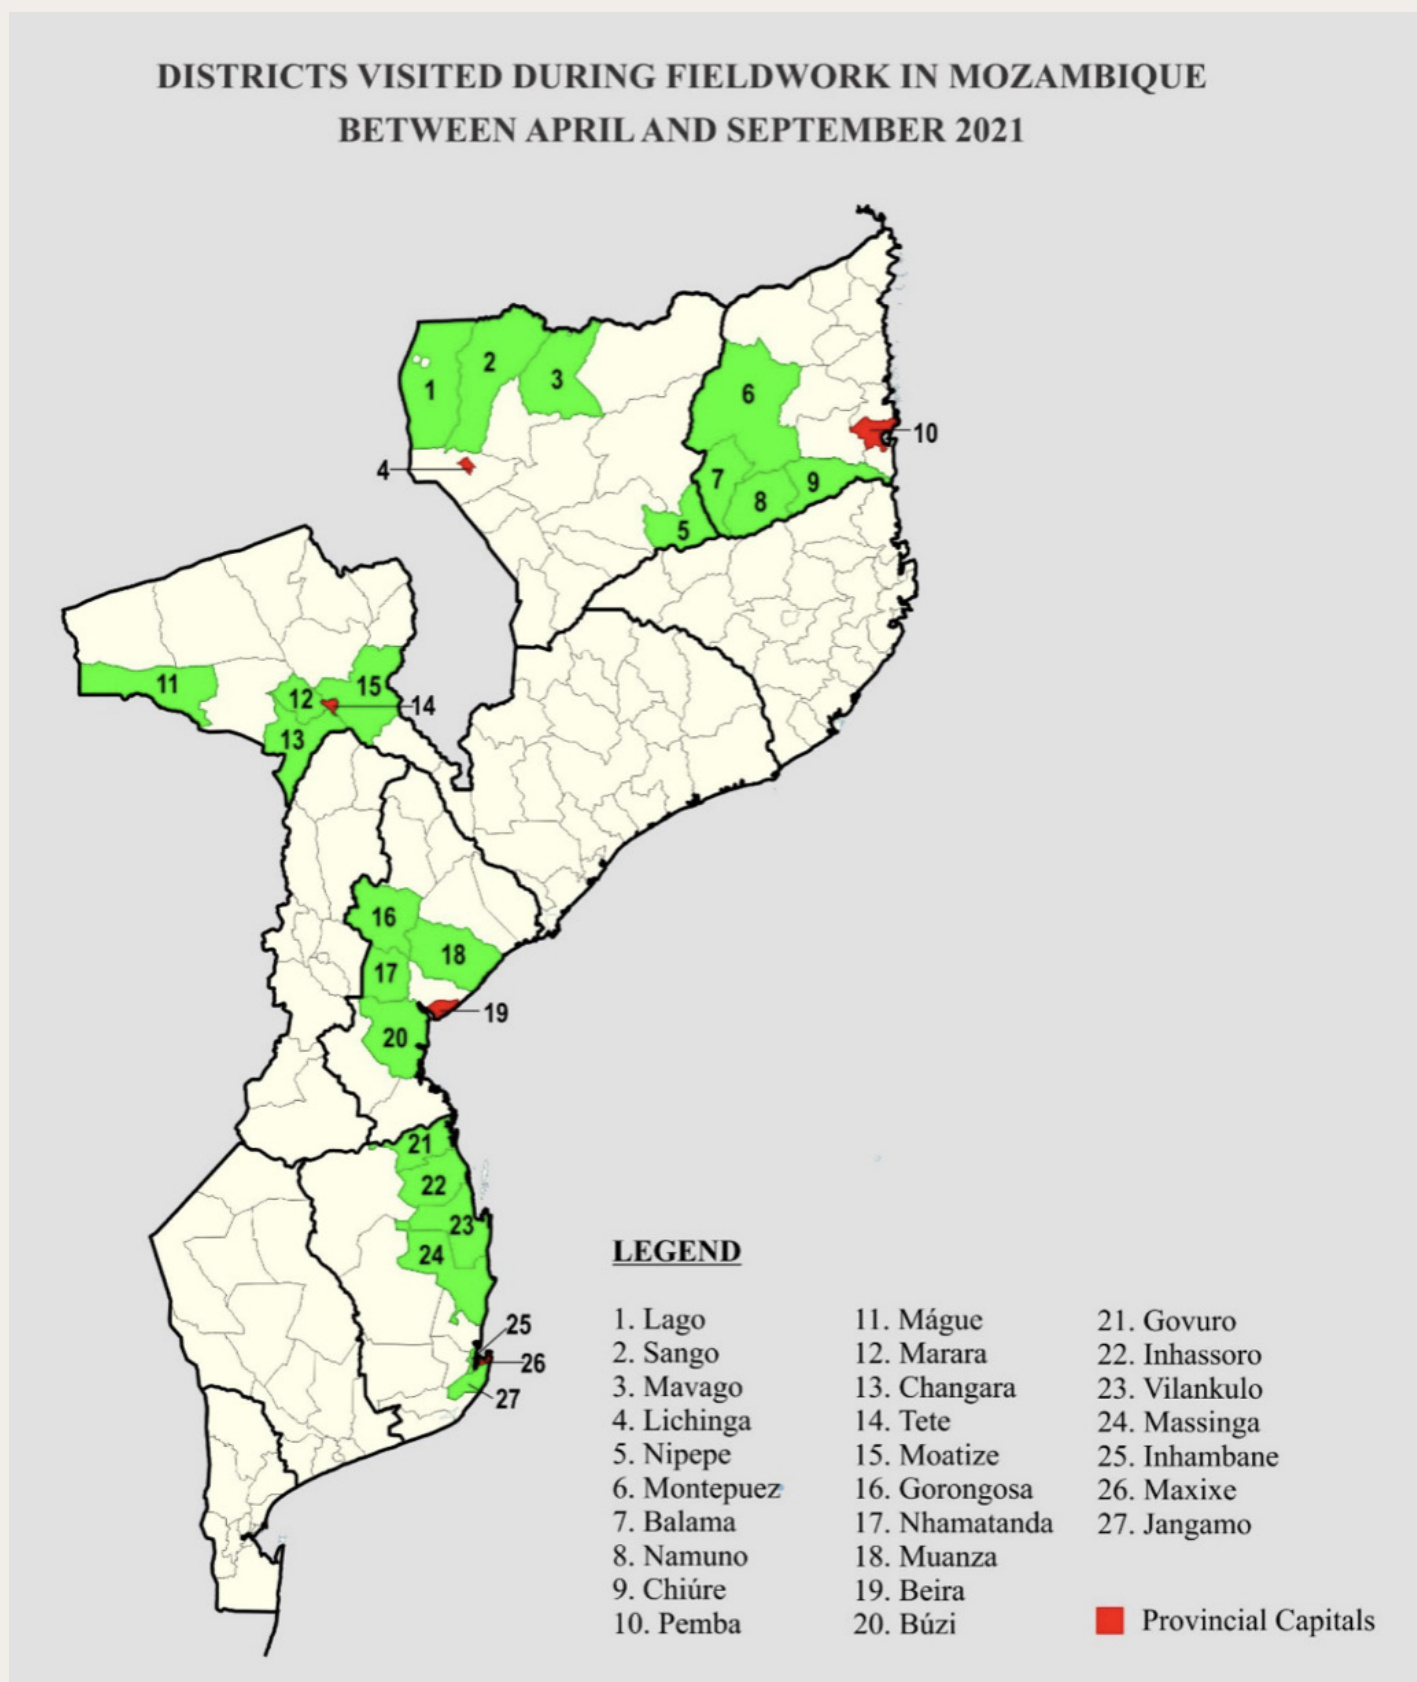 DISTRICTS VISITED DURING FIELDWORK IN MOZAMBIQUE
BETWEEN APRIL AND SEPTEMBER 2021
1
2
3
4
5
6
7
8
9
10
11
12
13
14
15
16
17
18
19
20
21
22
23
24
25
26
27
LEGEND
1. Lago
2. Sango
3. Mavago
4. Lichinga
5. Nipepe
6. Montepuez
7. Balama
8. Namuno
9. Chiúre
10. Pemba
11. Mágue
12. Marara
13. Changara
14. Tete
15. Moatize
16. Gorongosa
17. Nhamatanda
18. Muanza
19. Beira
20. Búzi
21. Govuro
22. Inhassoro
23. Vilankulo
24. Massinga
25. Inhambane
26. Maxixe
27. Jangamo
Provincial Capitals